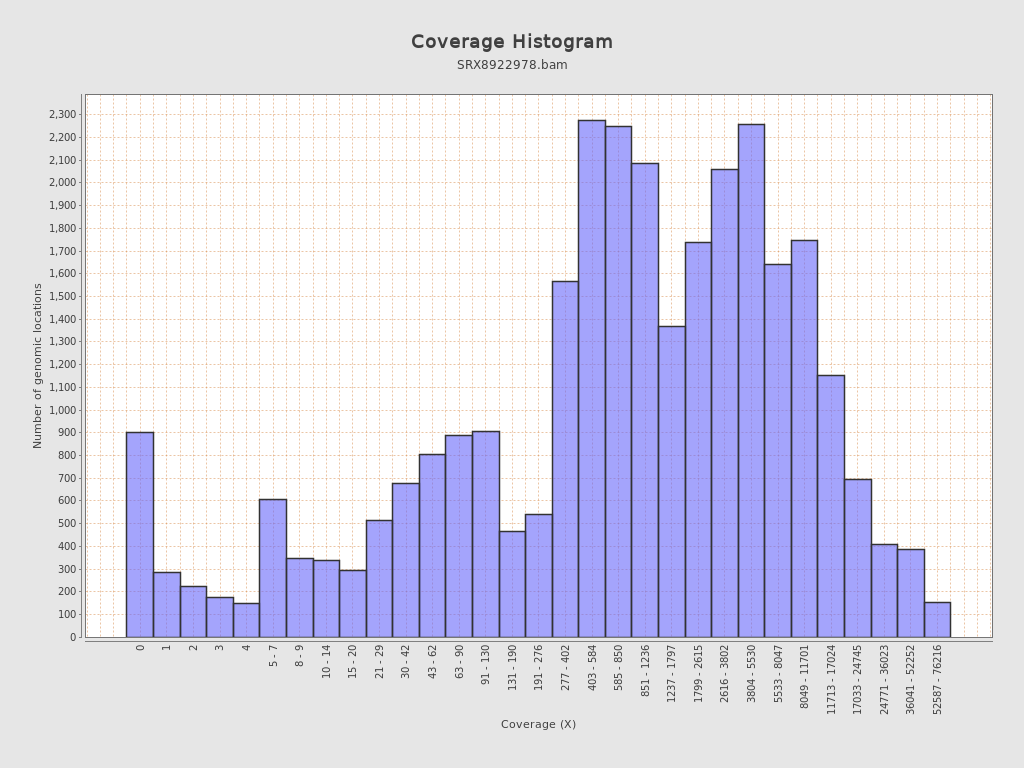 Coverage Histogram
SRX8922978.bam
Number of genomic locations
2,300
2,200
2,100
2,000
1,900
1,800
1,700
1,600
1,500
1,400
1,300
1,200
1,100
1,000
900
800
700
600
500
400
300
200
100
0
0
1
2
3
4
5 - 7
8 - 9
10 - 14
15 - 20
21 - 29
30 - 42
43 - 62
63 - 90
91 - 130
131 - 190
191 - 276
277 - 402
403 - 584
585 - 850
851 - 1236
1237 - 1797
1799 - 2615
2616 - 3802
3804 - 5530
5533 - 8047
8049 - 11701
11713 - 17024
17033 - 24745
24771 - 36023
36041 - 52252
52587 - 76216
Coverage (X)